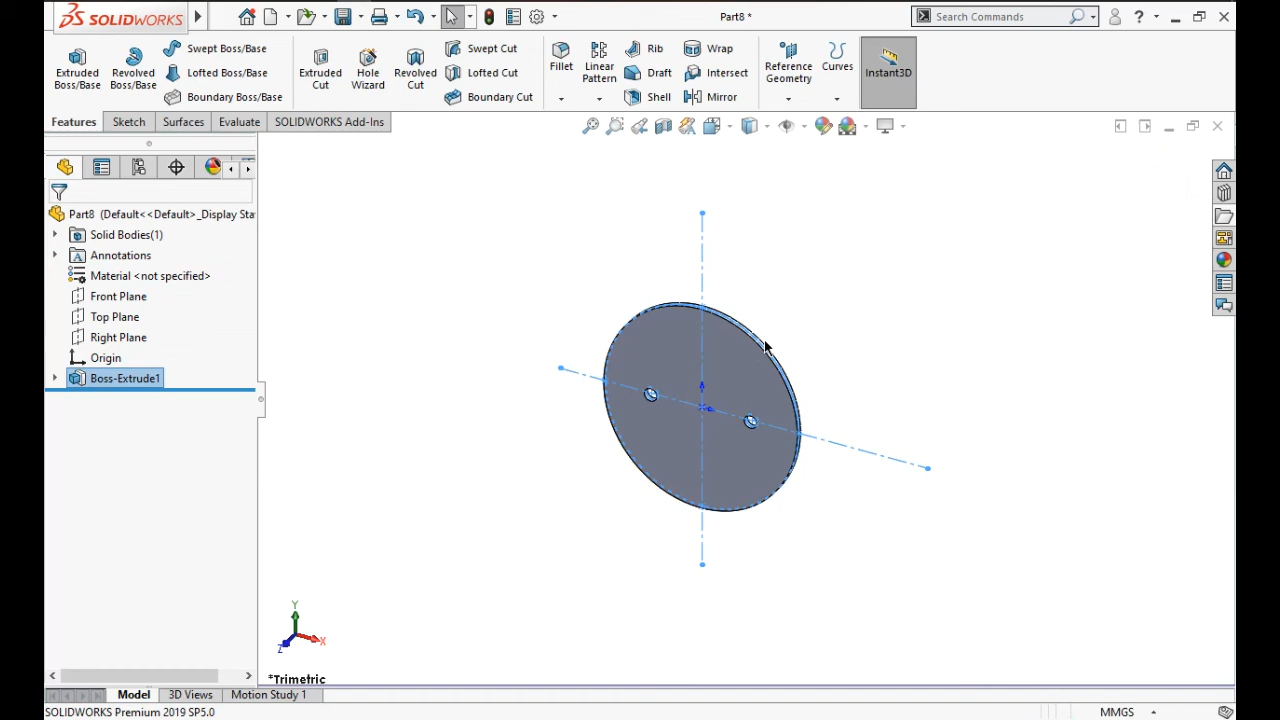 SOLIDWORKS
Part8 *
Search Commands
?
Extruded Boss/Base
Revolved Boss/Base
Swept Boss/Base
Lofted Boss/Base
Boundary Boss/Base
Extruded Cut
Hole Wizard
Revolved Cut
Swept Cut
Lofted Cut
Boundary Cut
Fillet
Linear Pattern
Rib
Draft
Shell
Wrap
Intersect
Mirror
Reference Geometry
Curves
Instant3D
Features
Sketch
Surfaces
Evaluate
SOLIDWORKS Add-Ins
Part8 (Default<<Default>_Display Sta
Solid Bodies(1)
Annotations
Material <not specified>
Front Plane
Top Plane
Right Plane
Origin
Boss-Extrude1
Y
X
Z
*Trimetric
Model
3D Views
Motion Study 1
SOLIDWORKS Premium 2019 SP5.0
MMGS